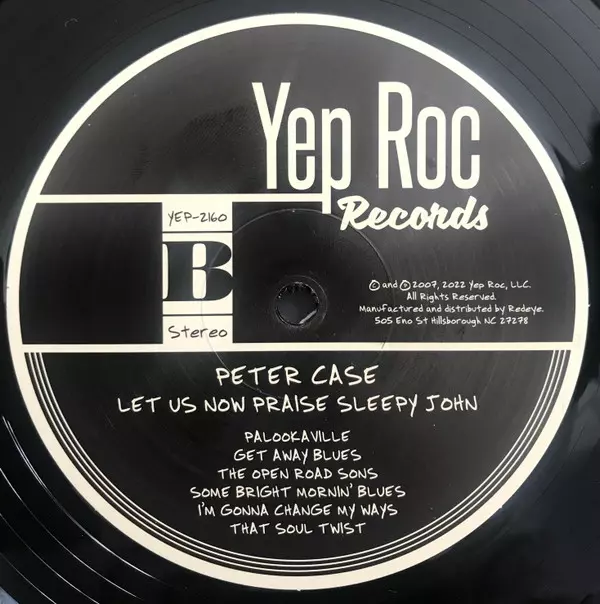 Yep Roc
Records
YEP-2160
B
Stereo
© and ℗ 2007, 2022 Yep Roc, LLC.
All Rights Reserved.
Manufactured and distributed by Redeye.
505 Eno St Hillsborough NC 27278
PETER CASE
LET US NOW PRAISE SLEEPY JOHN
PALOOKAVILLE
GET AWAY BLUES
THE OPEN ROAD SONS
SOME BRIGHT MORNIN' BLUES
I'M GONNA CHANGE MY WAYS
THAT SOUL TWIST